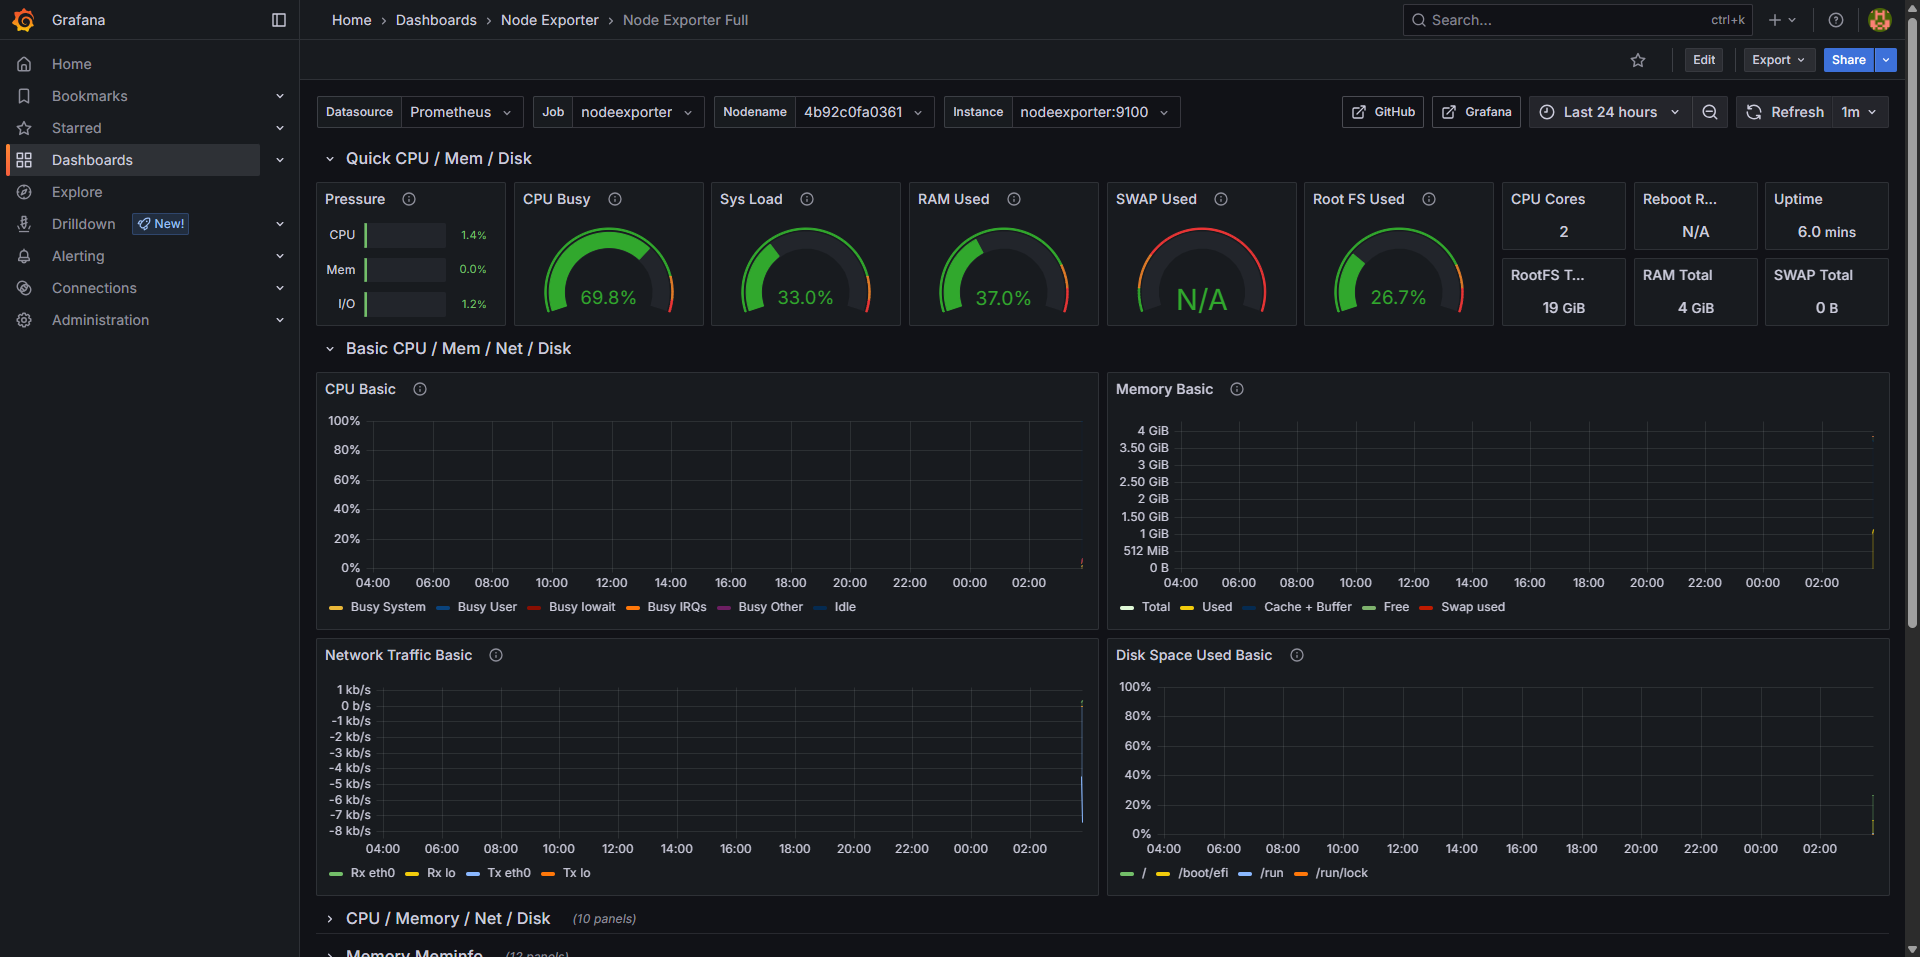 Grafana
Home › Dashboards › Node Exporter › Node Exporter Full
Search... ctrl+k
Home
Bookmarks
Starred
Dashboards
Explore
Drilldown New!
Alerting
Connections
Administration
Edit Export Share
Datasource Prometheus Job nodeexporter Nodename 4b92c0fa0361 Instance nodeexporter:9100 GitHub Grafana Last 24 hours Refresh 1m
Quick CPU / Mem / Disk
Pressure
CPU 1.4%
Mem 0.0%
I/O 1.2%
CPU Busy
69.8%
Sys Load
33.0%
RAM Used
37.0%
SWAP Used
N/A
Root FS Used
26.7%
CPU Cores
2
Reboot R...
N/A
Uptime
6.0 mins
RootFS T...
19 GiB
RAM Total
4 GiB
SWAP Total
0 B
Basic CPU / Mem / Net / Disk
CPU Basic
100%
80%
60%
40%
20%
0%
04:00 06:00 08:00 10:00 12:00 14:00 16:00 18:00 20:00 22:00 00:00 02:00
Busy System Busy User Busy Iowait Busy IRQs Busy Other Idle
Memory Basic
4 GiB
3.50 GiB
3 GiB
2.50 GiB
2 GiB
1.50 GiB
1 GiB
512 MiB
0 B
04:00 06:00 08:00 10:00 12:00 14:00 16:00 18:00 20:00 22:00 00:00 02:00
Total Used Cache + Buffer Free Swap used
Network Traffic Basic
1 kb/s
0 b/s
-1 kb/s
-2 kb/s
-3 kb/s
-4 kb/s
-5 kb/s
-6 kb/s
-7 kb/s
-8 kb/s
04:00 06:00 08:00 10:00 12:00 14:00 16:00 18:00 20:00 22:00 00:00 02:00
Rx eth0 Rx lo Tx eth0 Tx lo
Disk Space Used Basic
100%
80%
60%
40%
20%
0%
04:00 06:00 08:00 10:00 12:00 14:00 16:00 18:00 20:00 22:00 00:00 02:00
/ /boot/efi /run /run/lock
CPU / Memory / Net / Disk (10 panels)
Memory Meminfo (12 panels)